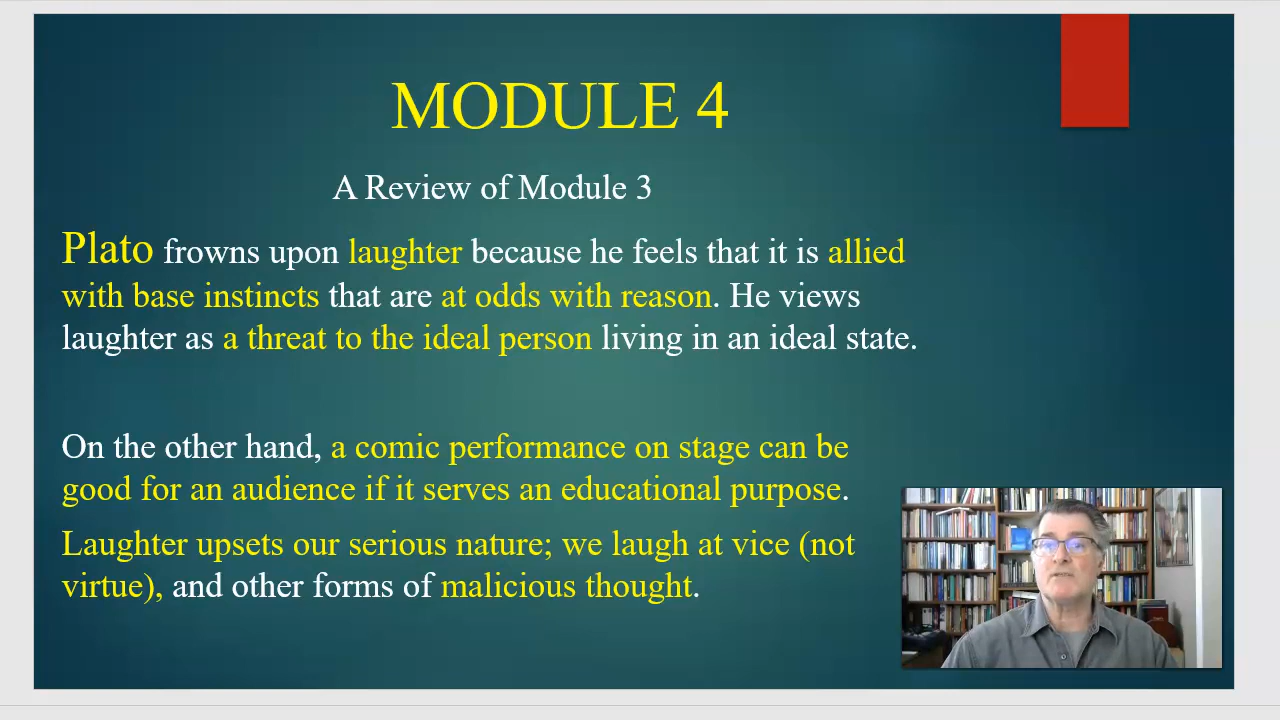 MODULE 4
A Review of Module 3
Plato frowns upon laughter because he feels that it is allied
with base instincts that are at odds with reason. He views
laughter as a threat to the ideal person living in an ideal state.
On the other hand, a comic performance on stage can be
good for an audience if it serves an educational purpose.
Laughter upsets our serious nature; we laugh at vice (not
virtue), and other forms of malicious thought.